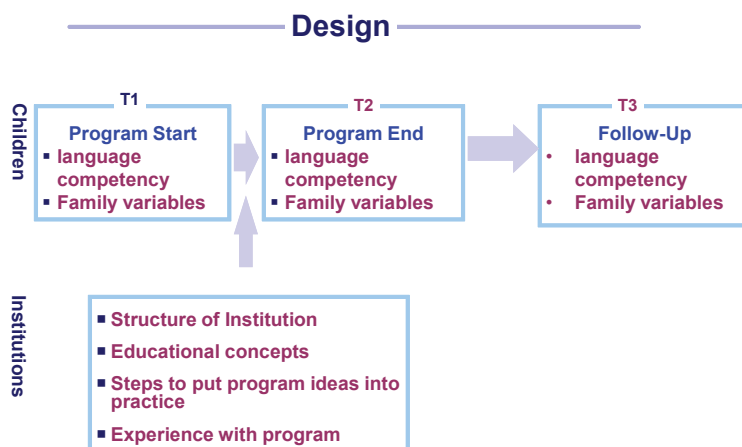 Design
Children
T1
Program Start
▪ language
competency
▪ Family variables
T2
Program End
▪ language
competency
▪ Family variables
T3
Follow-Up
• language
competency
• Family variables
Institutions
▪ Structure of Institution
▪ Educational concepts
▪ Steps to put program ideas into
practice
▪ Experience with program